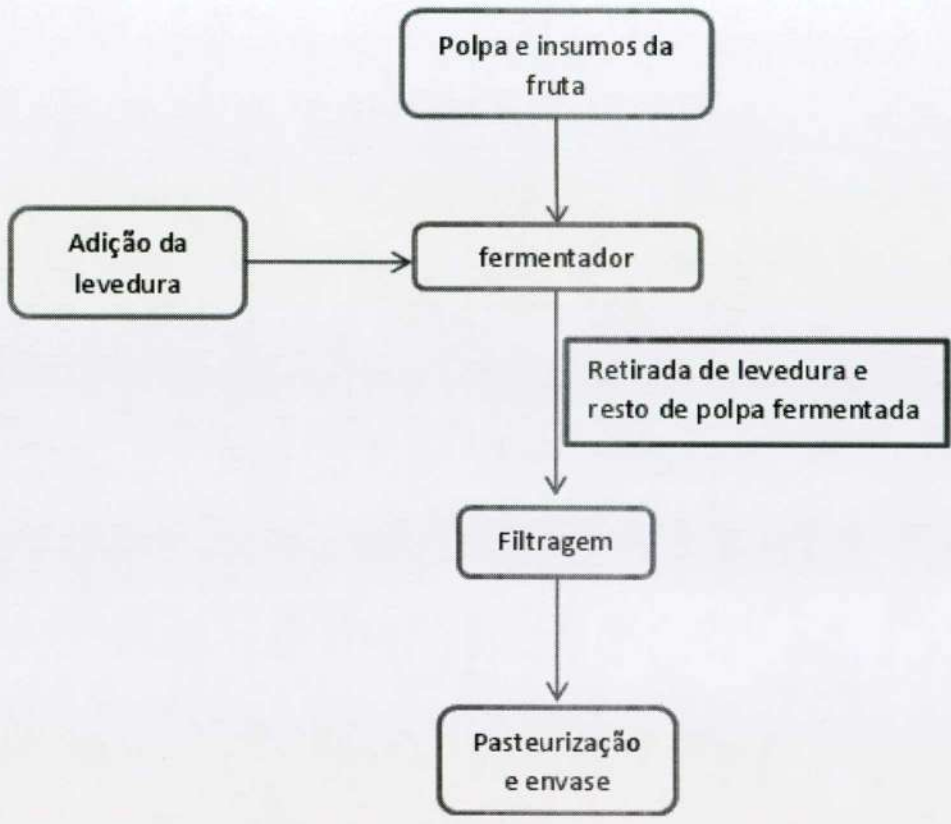 Polpa e insumos da
fruta
Adição da
levedura
fermentador
Retirada de levedura e
resto de polpa fermentada
Filtragem
Pasteurização
e envase